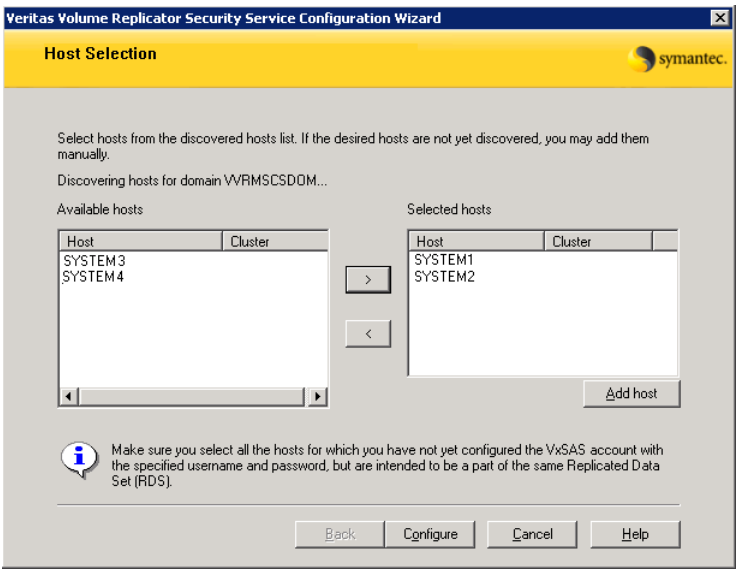 Veritas Volume Replicator Security Service Configuration Wizard
Host Selection
symantec.
Select hosts from the discovered hosts list. If the desired hosts are not yet discovered, you may add them
manually.
Discovering hosts for domain VVRMSCSDOM...
Available hosts
Selected hosts
Host Cluster
SYSTEM3
SYSTEM4
>
<
Host Cluster
SYSTEM1
SYSTEM2
Add host
Make sure you select all the hosts for which you have not yet configured the VxSAS account with
the specified username and password, but are intended to be a part of the same Replicated Data
Set (RDS).
Back Configure Cancel Help